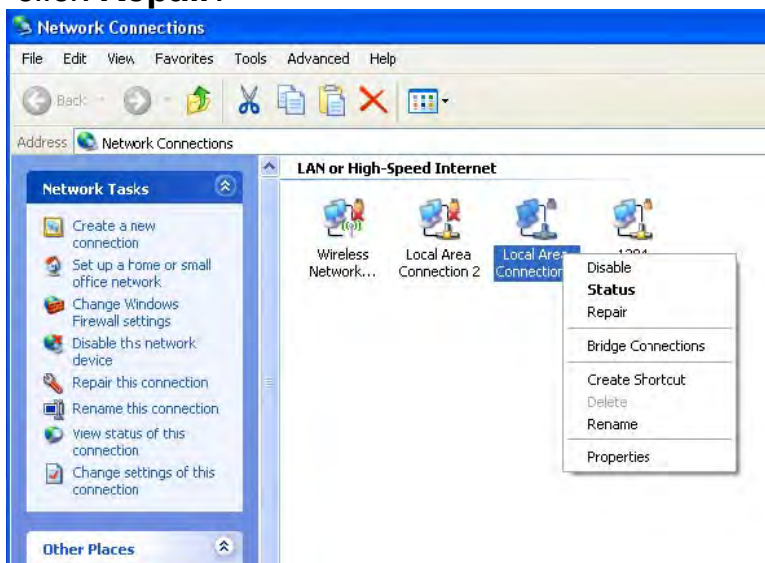 click Repair.
Network Connections
File Edit View Favorites Tools Advanced Help
Back
Address Network Connections
LAN or High-Speed Internet
Network Tasks
Create a new
connection
Set up a home or small
office network
Change Windows
Firewall settings
Disable this network
device
Repair this connection
Rename this connection
View status of this
connection
Change settings of this
connection
Other Places
Wireless
Network...
Local Area
Connection 2
Local Area
Connection
Disable
Status
Repair
Bridge Connections
Create Shortcut
Delete
Rename
Properties